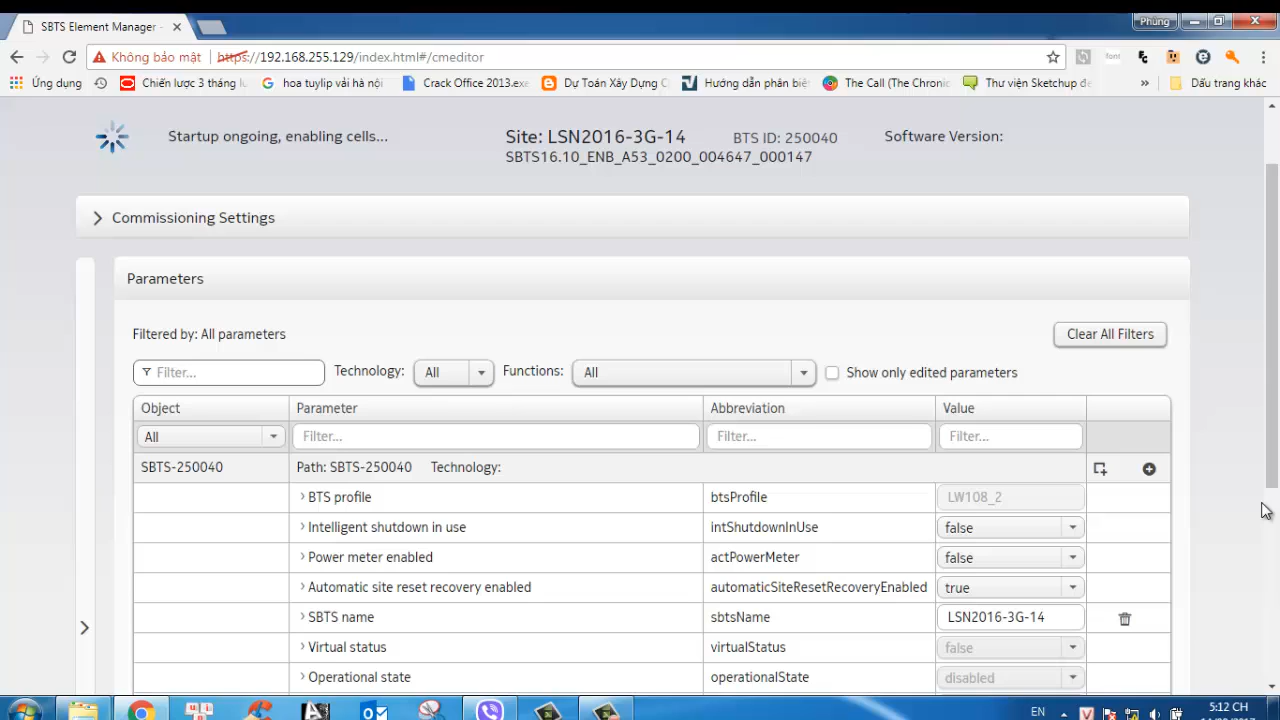 Phùng
SBTS Element Manager -
Không bảo mật https://192.168.255.129/index.html#/cmeditor
Ứng dụng Chiến lược 3 tháng hoa tuylip vải hà nội Crack Office 2013.exe Dự Toán Xây Dựng Hướng dẫn phân biệ The Call (The Chronic Thư viện Sketchup » Dấu trang khác
Startup ongoing, enabling cells... Site: LSN2016-3G-14 BTS ID: 250040 Software Version:
SBTS16.10_ENB_A53_0200_004647_000147
Commissioning Settings
Parameters
Filtered by: All parameters Clear All Filters
Filter... Technology: All Functions: All Show only edited parameters
Object Parameter Abbreviation Value
All Filter... Filter... Filter...
SBTS-250040 Path: SBTS-250040 Technology:
BTS profile btsProfile LW108_2
Intelligent shutdown in use intShutdownInUse false
Power meter enabled actPowerMeter false
Automatic site reset recovery enabled automaticSiteResetRecoveryEnabled true
SBTS name sbtsName LSN2016-3G-14
Virtual status virtualStatus false
Operational state operationalState disabled
EN 5:12 CH